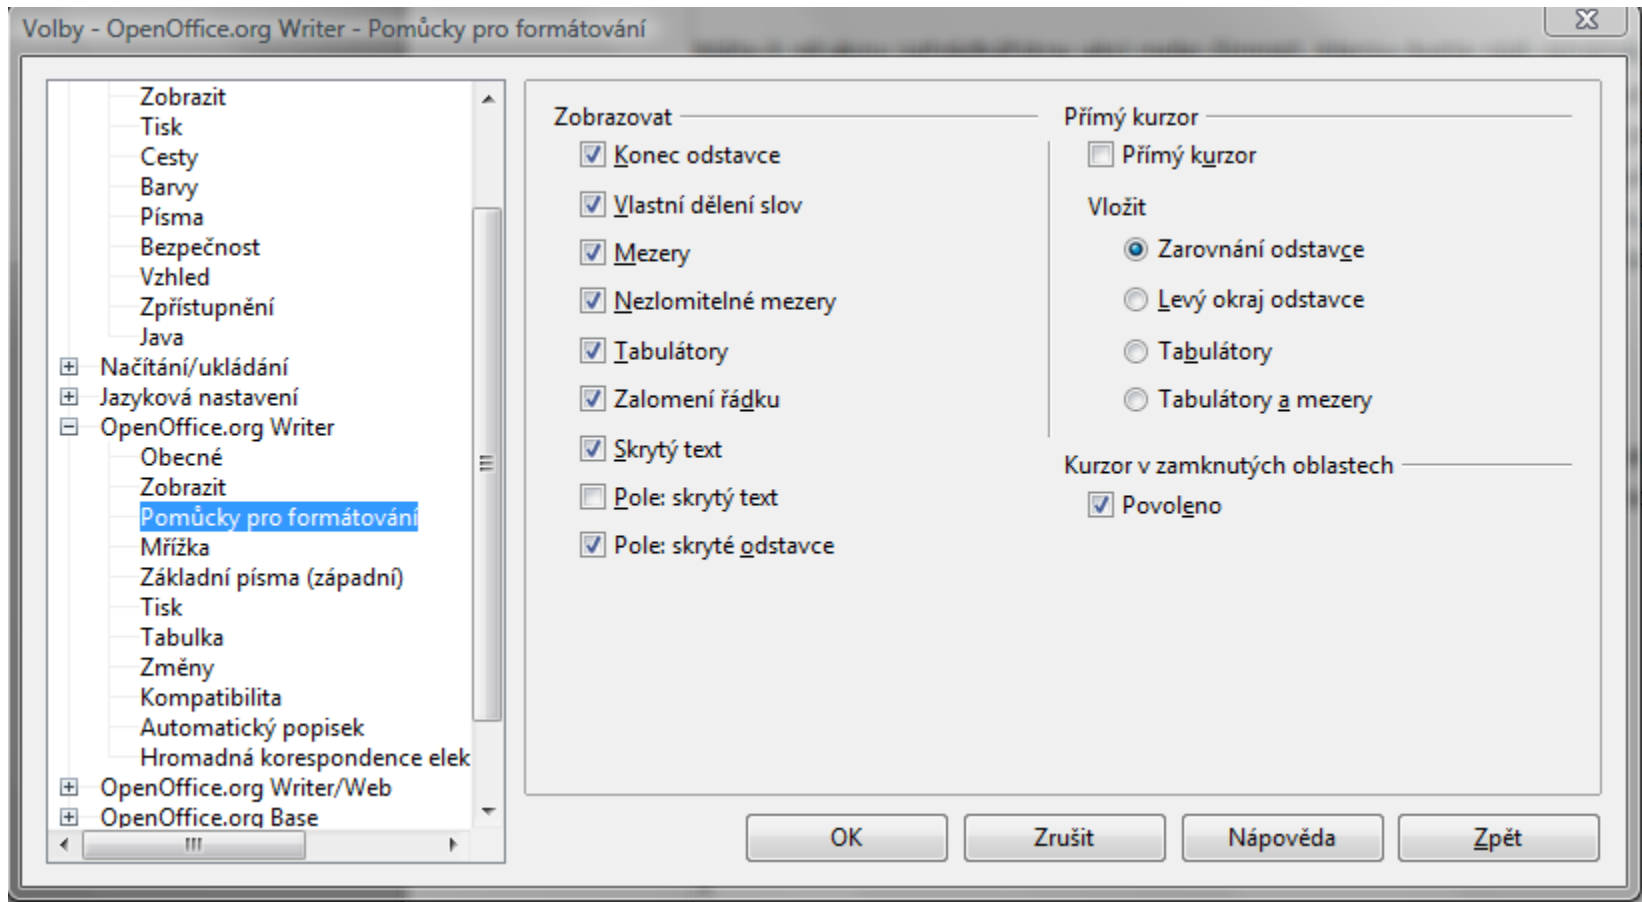 Volby - OpenOffice.org Writer - Pomůcky pro formátování
Zobrazit
Tisk
Cesty
Barvy
Písma
Bezpečnost
Vzhled
Zpřístupnění
Java
Načítání/ukládání
Jazyková nastavení
OpenOffice.org Writer
Obecné
Zobrazit
Pomůcky pro formátování
Mřížka
Základní písma (západní)
Tisk
Tabulka
Změny
Kompatibilita
Automatický popisek
Hromadná korespondence elek
OpenOffice.org Writer/Web
OpenOffice.org Base
Zobrazovat
Konec odstavce
Vlastní dělení slov
Mezery
Nezlomitelné mezery
Tabulátory
Zalomení řádku
Skrytý text
Pole: skrytý text
Pole: skryté odstavce
Přímý kurzor
Přímý kurzor
Vložit
Zarovnání odstavce
Levý okraj odstavce
Tabulátory
Tabulátory a mezery
Kurzor v zamknutých oblastech
Povoleno
OK
Zrušit
Nápověda
Zpět